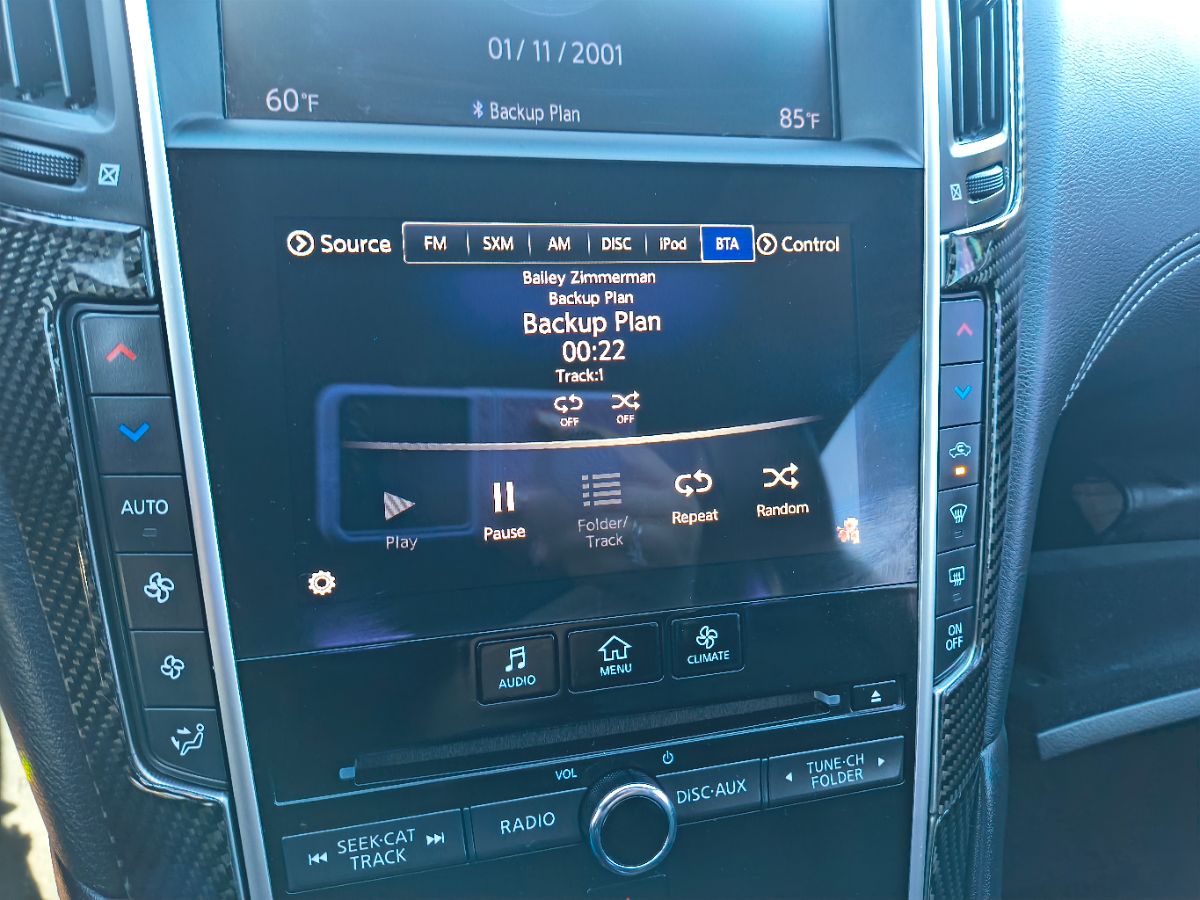 01/ 11 / 2001
60°F
Backup Plan
85°F
Source
FM SXM AM DISC iPod BTA
Control
Bailey Zimmerman
Backup Plan
Backup Plan
00:22
Track:1
OFF OFF
Play
Pause
Folder/
Track
Repeat
Random
AUTO
ON
OFF
AUDIO
MENU
CLIMATE
VOL
SEEK·CAT
TRACK
RADIO
DISC·AUX
TUNE·CH
FOLDER